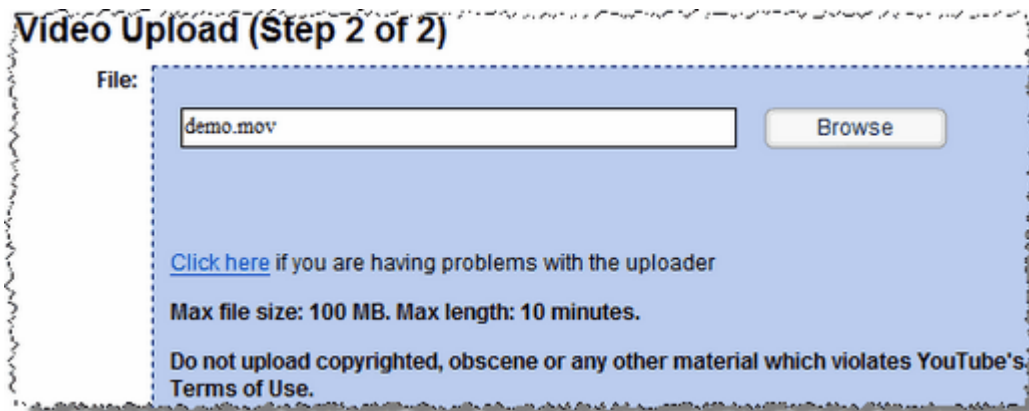 Video Upload (Step 2 of 2)
File:
demo.mov
Browse
Click here if you are having problems with the uploader
Max file size: 100 MB. Max length: 10 minutes.
Do not upload copyrighted, obscene or any other material which violates YouTube's
Terms of Use.